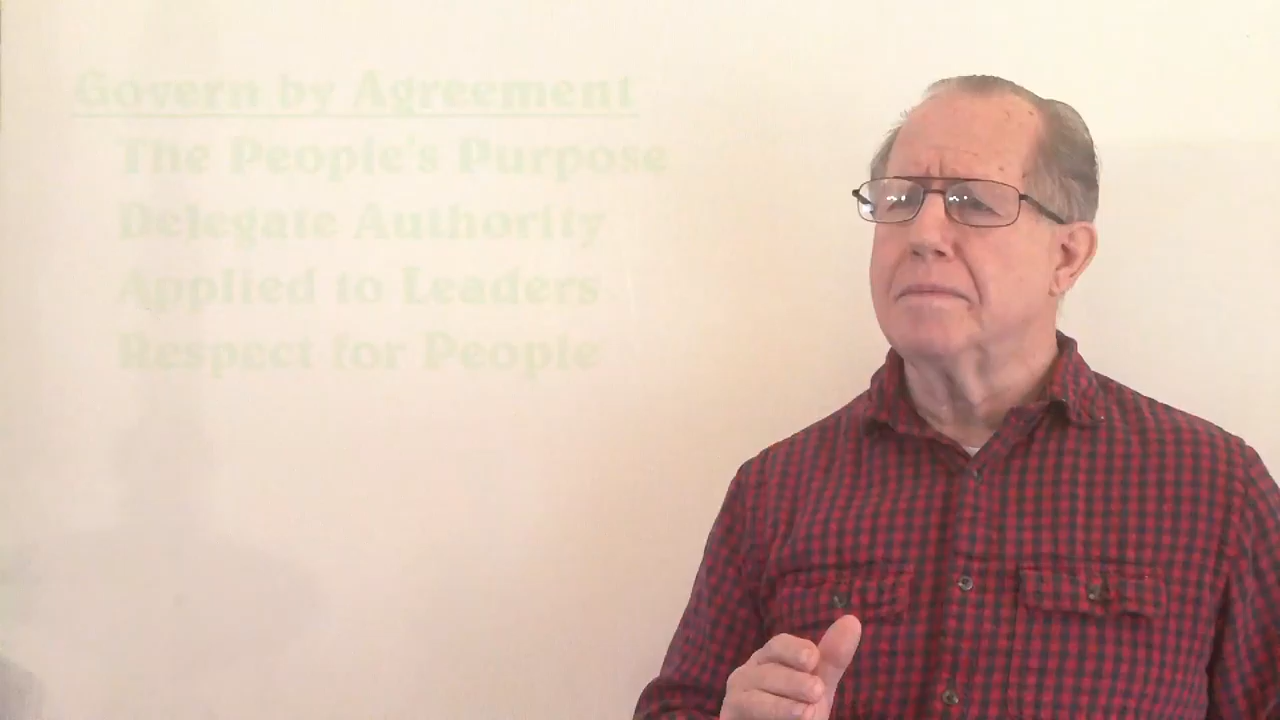 Govern by Agreement
The People's Purpose
Delegate Authority
Applied to Leaders
Respect for People